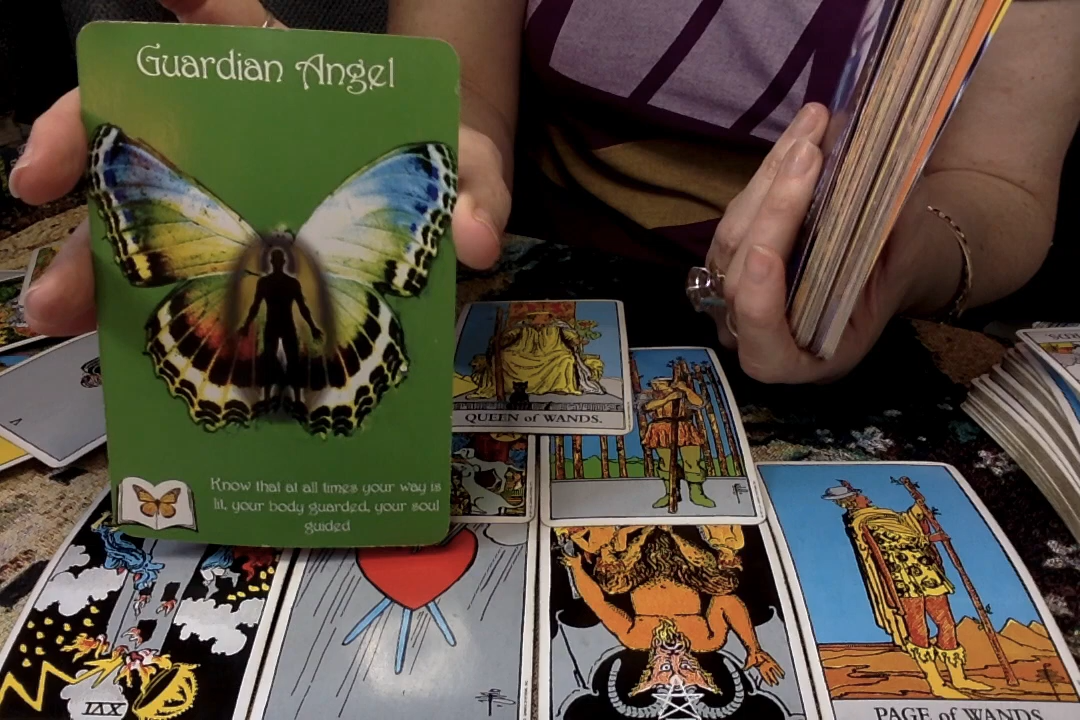 Guardian Angel
Know that at all times your way is
lit, your body guarded, your soul
guided
QUEEN of WANDS.
PAGE of WANDS.
XVI
V